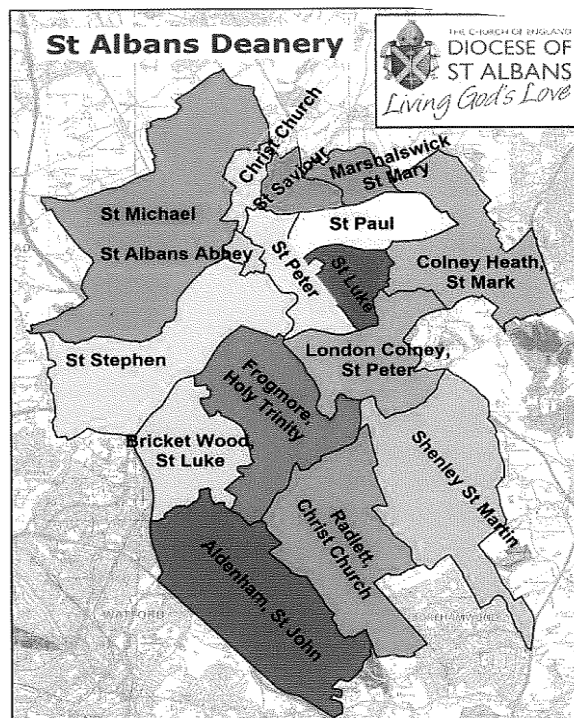 St Albans Deanery
THE CHURCH OF ENGLAND
DIOCESE OF
ST ALBANS
Living God's Love
Christ Church
St Saviour
Marshalswick
St Mary
St Michael
St Paul
St Albans Abbey
St Peter
St Luke
Colney Heath,
St Mark
St Stephen
London Colney,
St Peter
Frogmore,
Holy Trinity
Bricket Wood,
St Luke
Shenley St Martin
Radlett,
Christ Church
Aldenham, St John
WATFORD